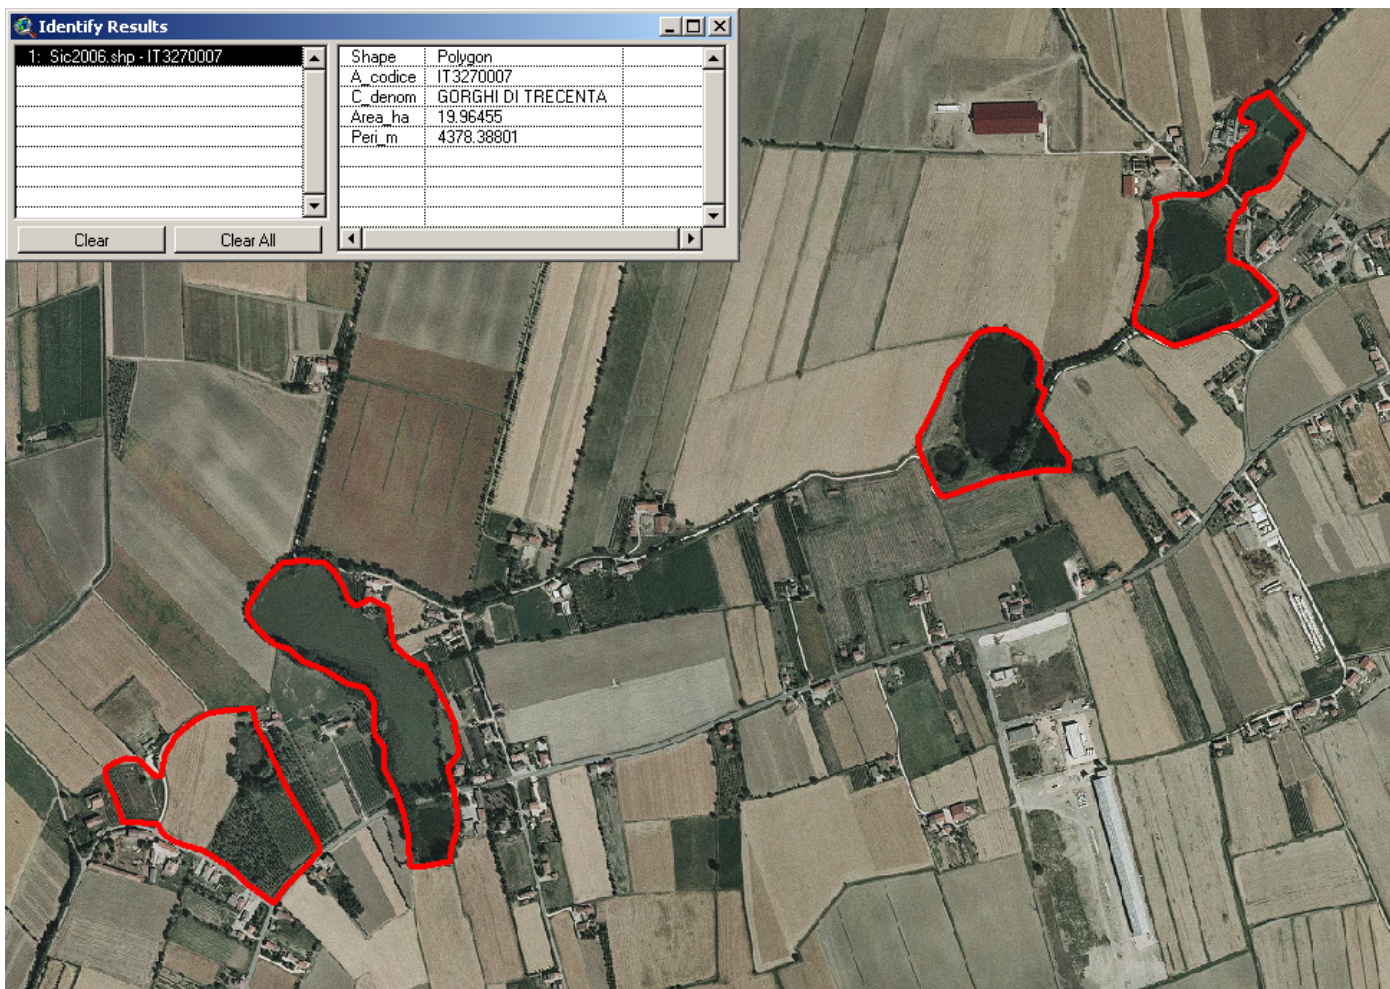 Identify Results
1: Sic2006.shp - IT3270007
Shape Polygon
A_codice IT3270007
C_denom GORGHI DI TRECENTA
Area_ha 19.96455
Peri_m 4378.38801
Clear Clear All